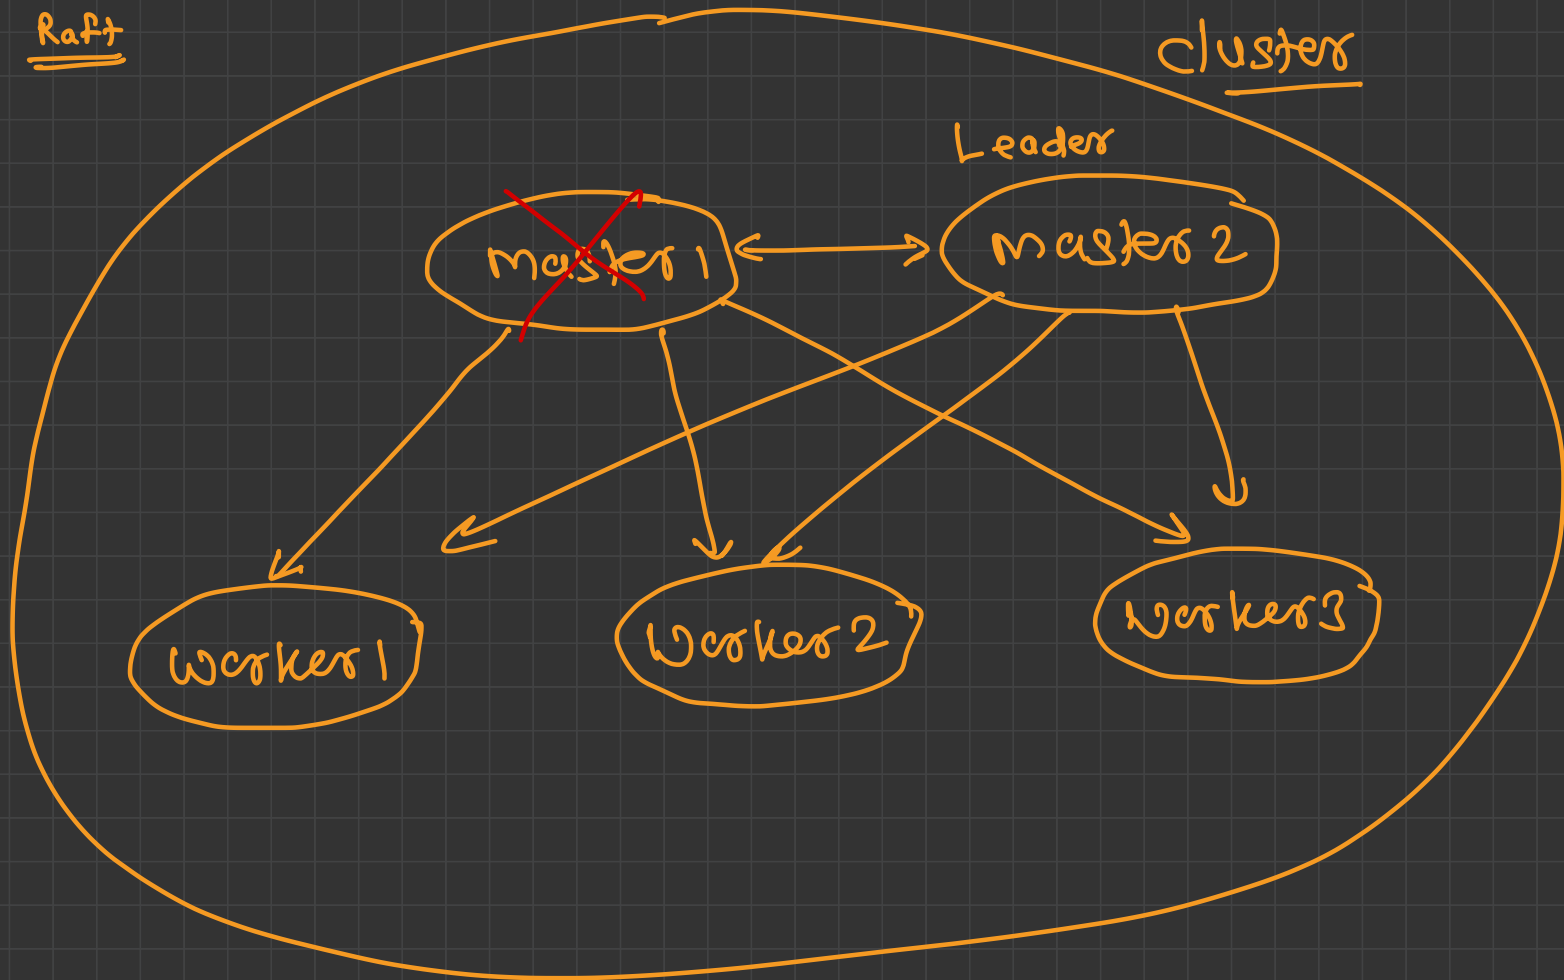 Raft
Cluster
Leader
master 1
master 2
worker 1
worker 2
worker 3